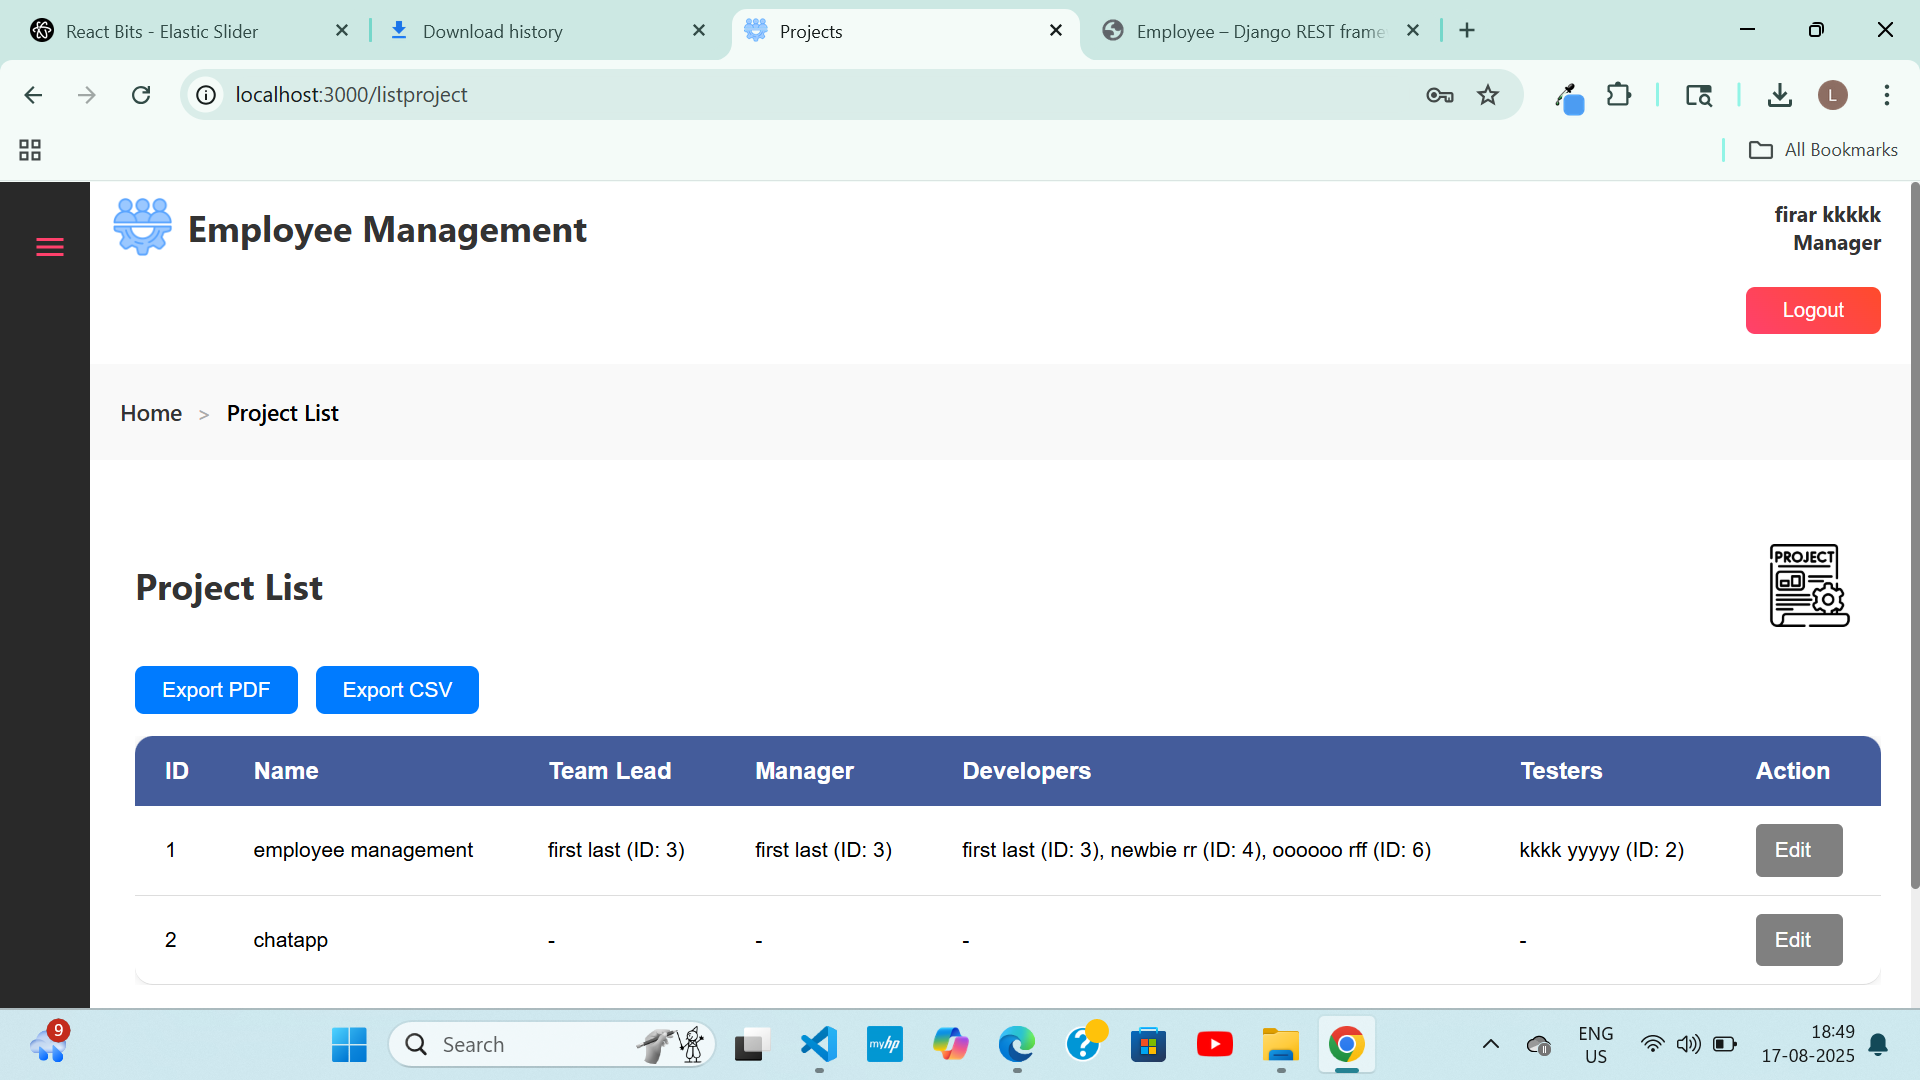 React Bits - Elastic Slider
Download history
Projects
Employee – Django REST frame
localhost:3000/listproject
L
All Bookmarks
Employee Management
firar kkkkk
Manager
Logout
Home > Project List
Project List
PROJECT
Export PDF
Export CSV
ID Name Team Lead Manager Developers Testers Action
1 employee management first last (ID: 3) first last (ID: 3) first last (ID: 3), newbie rr (ID: 4), oooooo rff (ID: 6) kkkk yyyyy (ID: 2) Edit
2 chatapp - - - - Edit
9
Search
myhp
ENG
US
18:49
17-08-2025